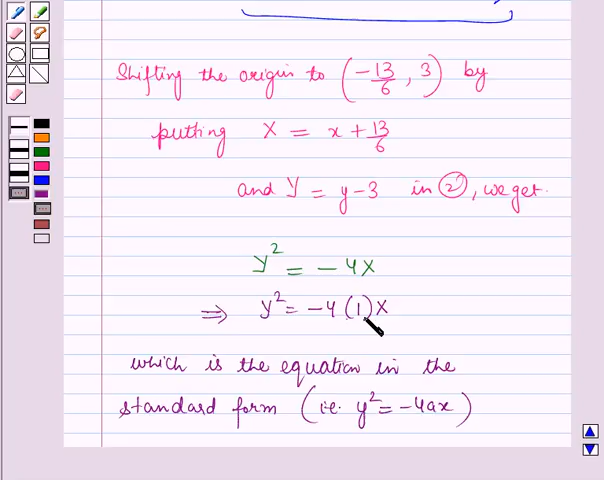 Shifting the origin to (-13/6, 3) by
putting X = x + 13/6
and Y = y-3 in ②, we get.
Y² = -4X
⇒ Y² = -4(1)X
which is the equation in the
standard form (i.e. y² = -4ax)